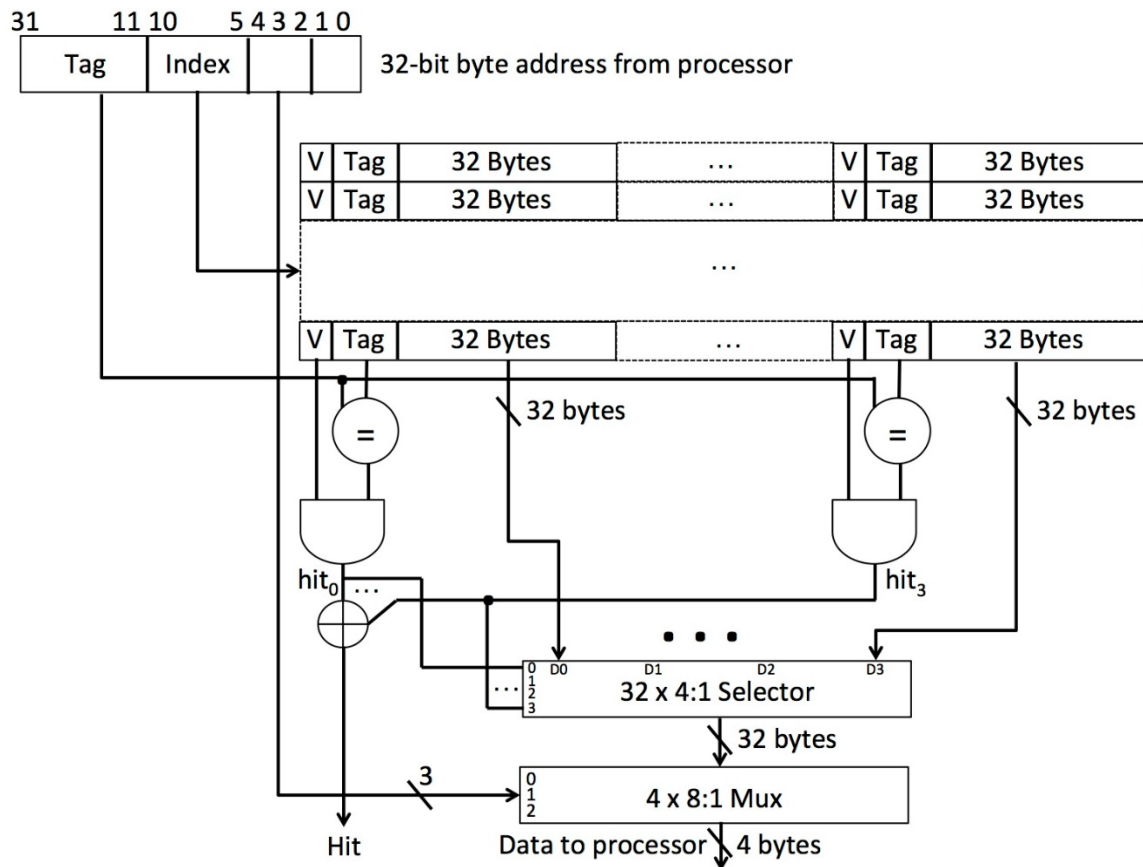 31 11 10 5 4 3 2 1 0
Tag Index 32-bit byte address from processor
V Tag 32 Bytes ... V Tag 32 Bytes
V Tag 32 Bytes ... V Tag 32 Bytes
...
V Tag 32 Bytes ... V Tag 32 Bytes
32 bytes 32 bytes
= =
hit₀ ... hit₃
...
0 D0 D1 D2 D3
1
... 2 32 x 4:1 Selector
3
32 bytes
3 0
1 4 x 8:1 Mux
2
Hit Data to processor 4 bytes